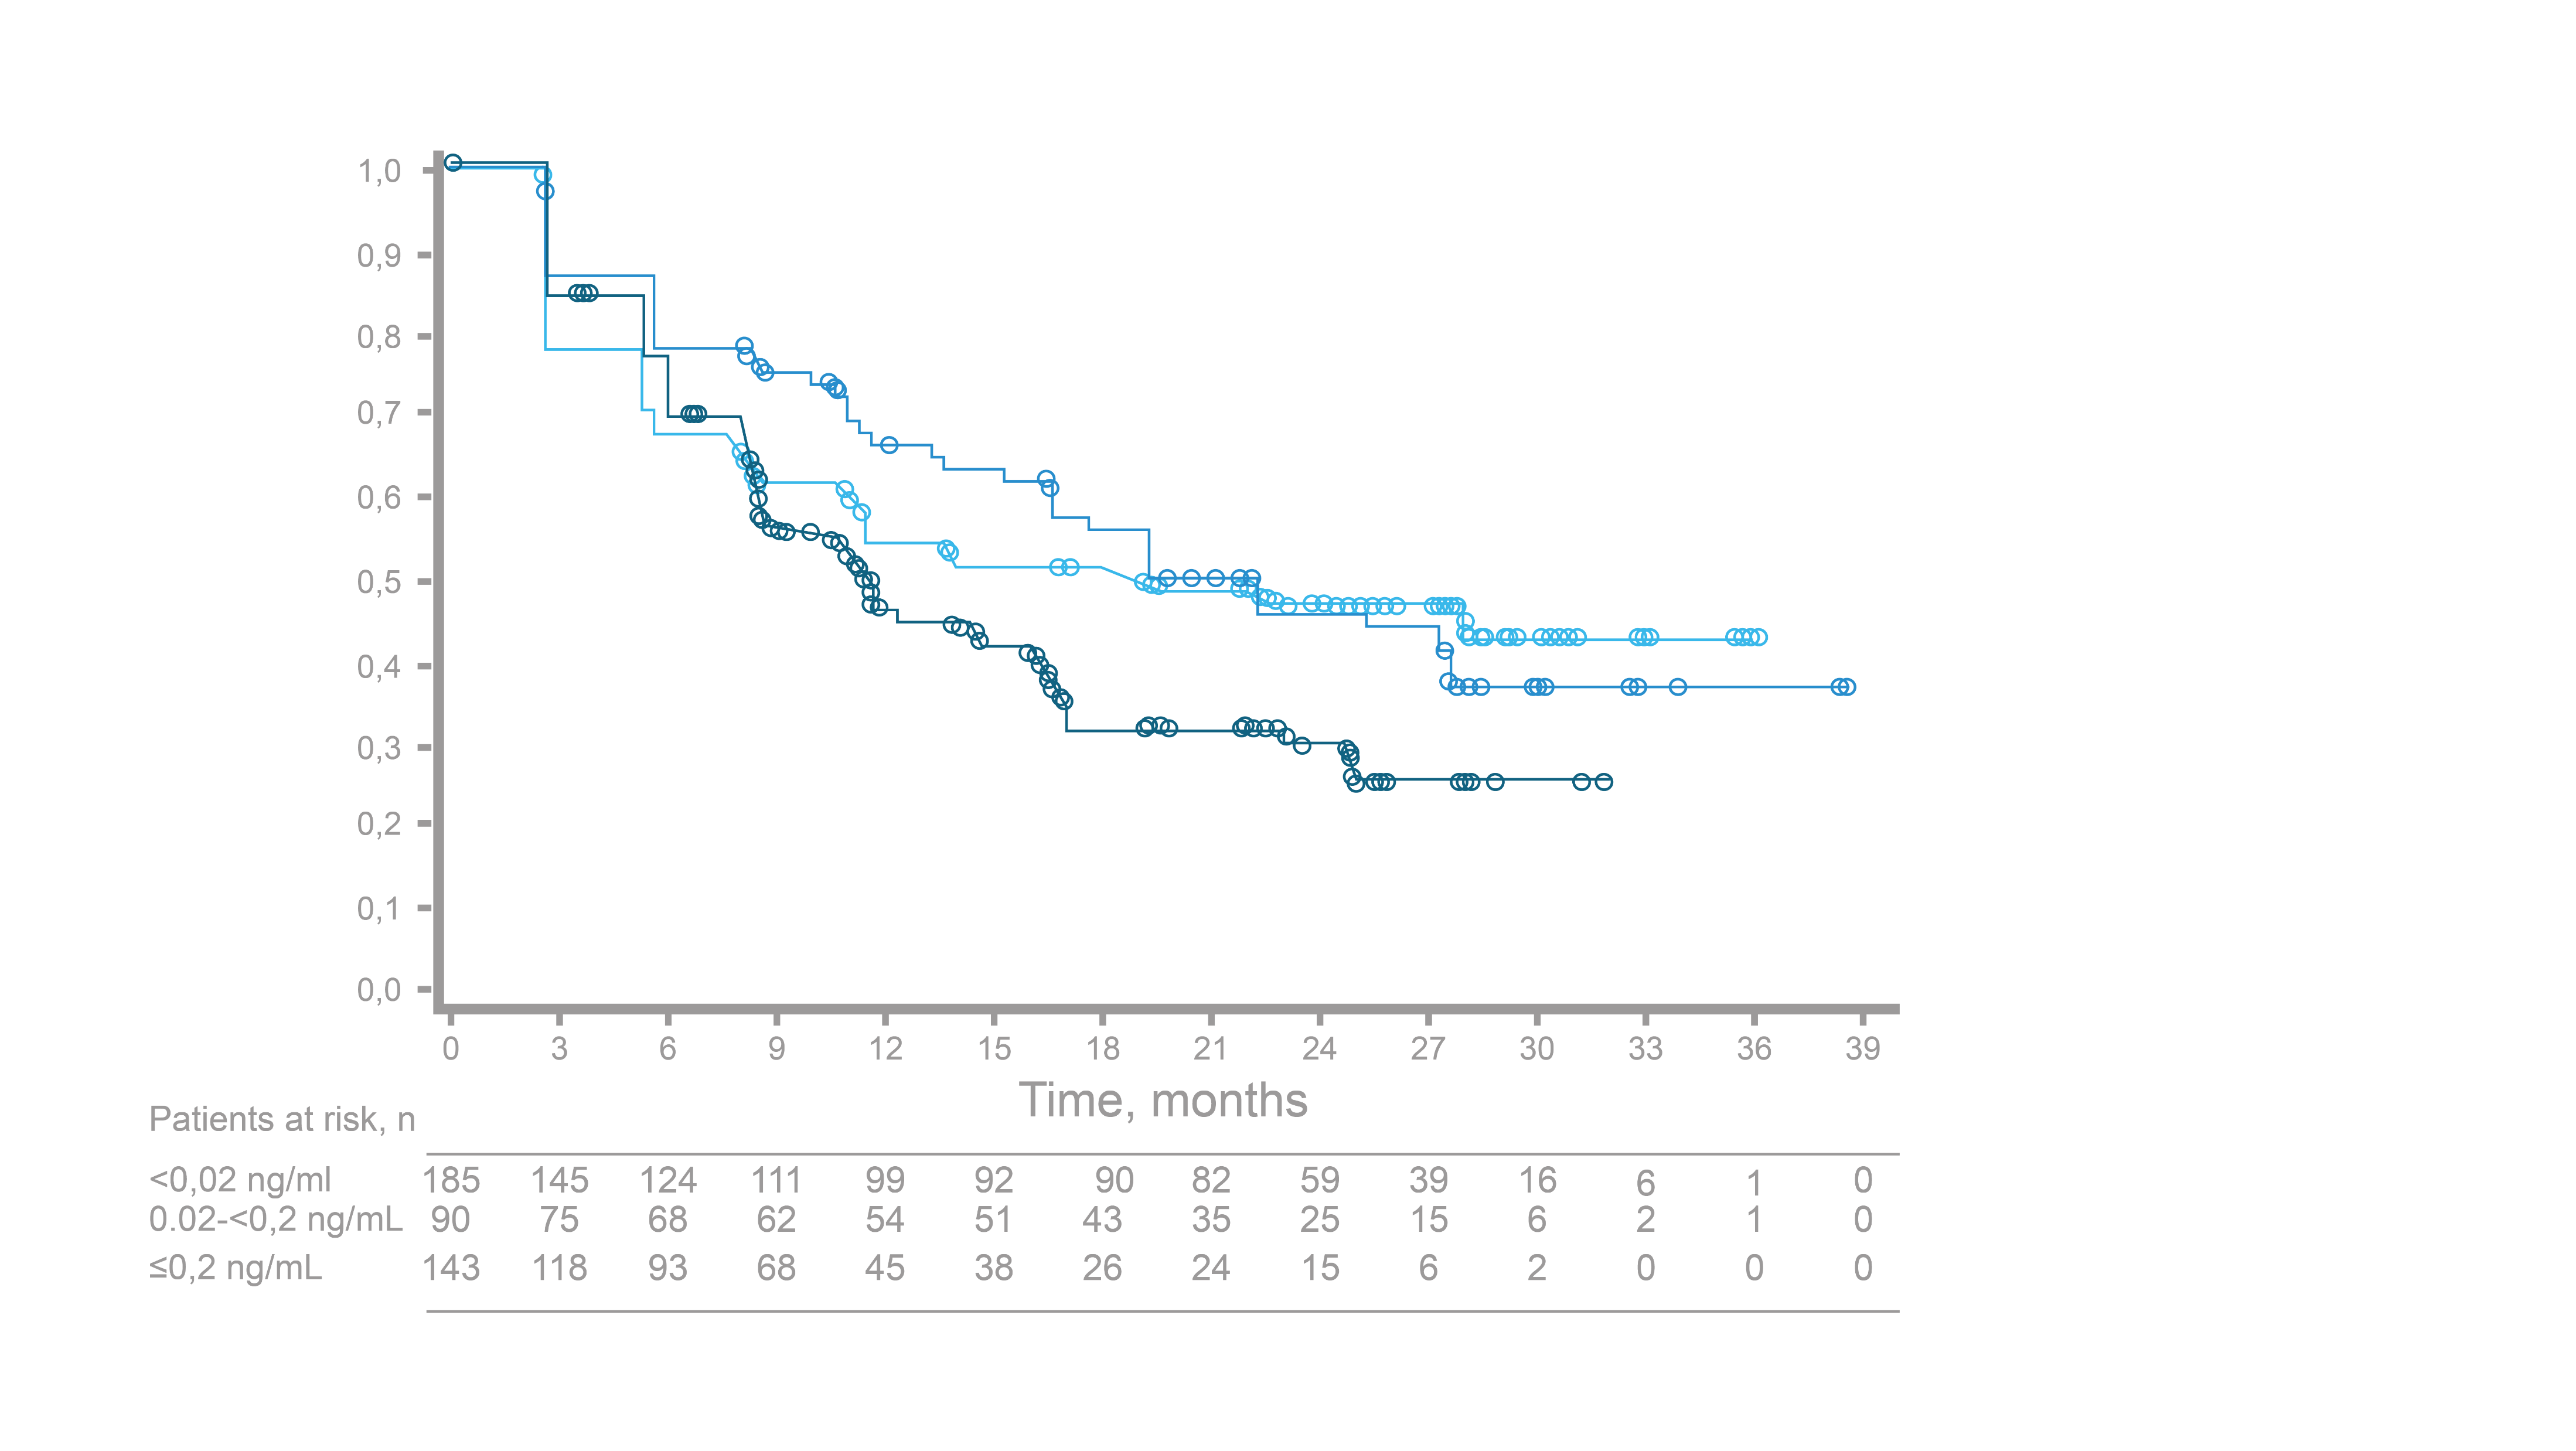 1,0
0,9
0,8
0,7
0,6
0,5
0,4
0,3
0,2
0,1
0,0
0 3 6 9 12 15 18 21 24 27 30 33 36 39
Time, months
Patients at risk, n
<0,02 ng/ml 185 145 124 111 99 92 90 82 59 39 16 6 1 0
0.02-<0,2 ng/mL 90 75 68 62 54 51 43 35 25 15 6 2 1 0
≤0,2 ng/mL 143 118 93 68 45 38 26 24 15 6 2 0 0 0